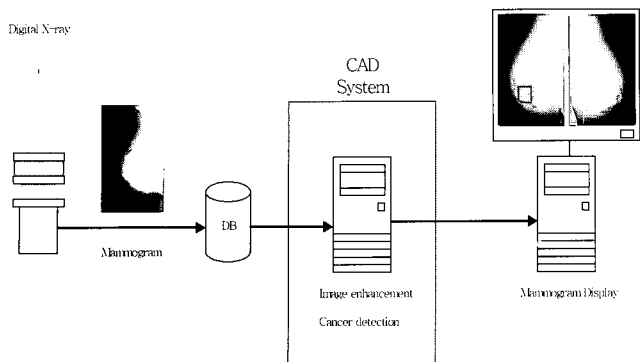 Digital X-ray
CAD
System
DB
Mammogram
Image enhancement
Cancer detection
Mammogram Display